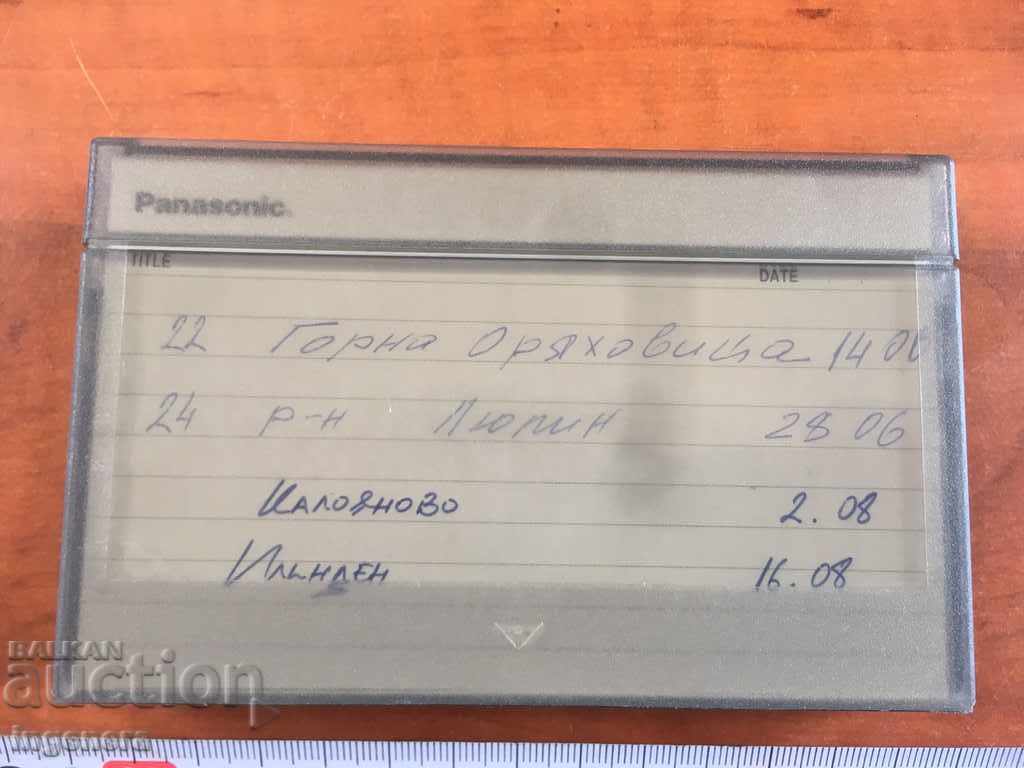 Panasonic
TITLE DATE
22 Горна Оряховица 14 06
24 р-н Люлин 28 06
Калояново 2. 08
Илинден 16. 08
BALKAN
auction
ingenera